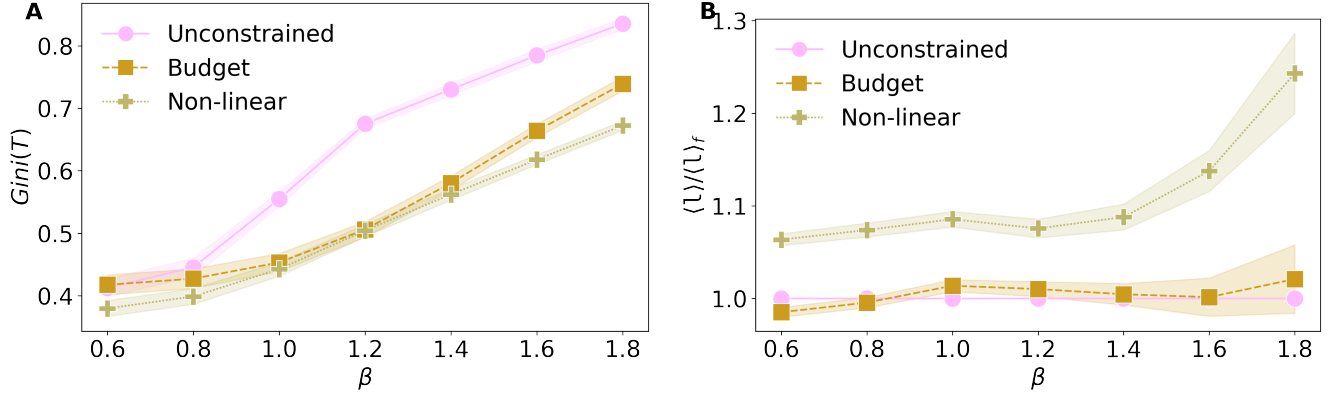 A
Unconstrained
Budget
Non-linear
0.8
0.7
0.6
0.5
0.4
Gini(T)
0.6 0.8 1.0 1.2 1.4 1.6 1.8
β
B
Unconstrained
Budget
Non-linear
1.3
1.2
1.1
1.0
⟨l⟩/⟨l⟩f
0.6 0.8 1.0 1.2 1.4 1.6 1.8
β